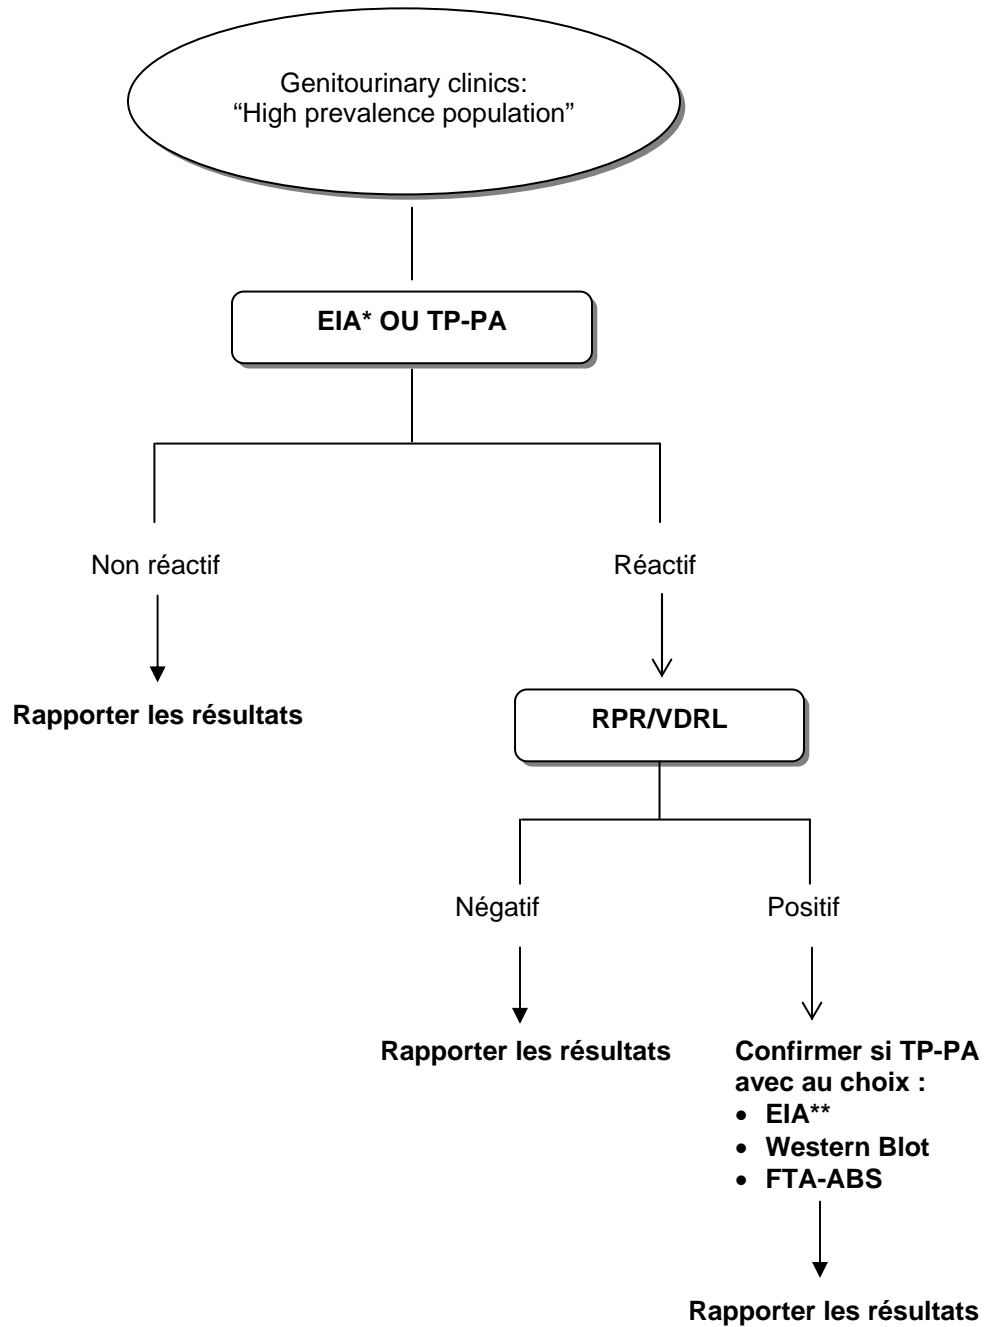 Genitourinary clinics:
“High prevalence population”
EIA* OU TP-PA
Non réactif
Réactif
Rapporter les résultats
RPR/VDRL
Négatif
Positif
Rapporter les résultats
Confirmer si TP-PA
avec au choix :
• EIA**
• Western Blot
• FTA-ABS
Rapporter les résultats